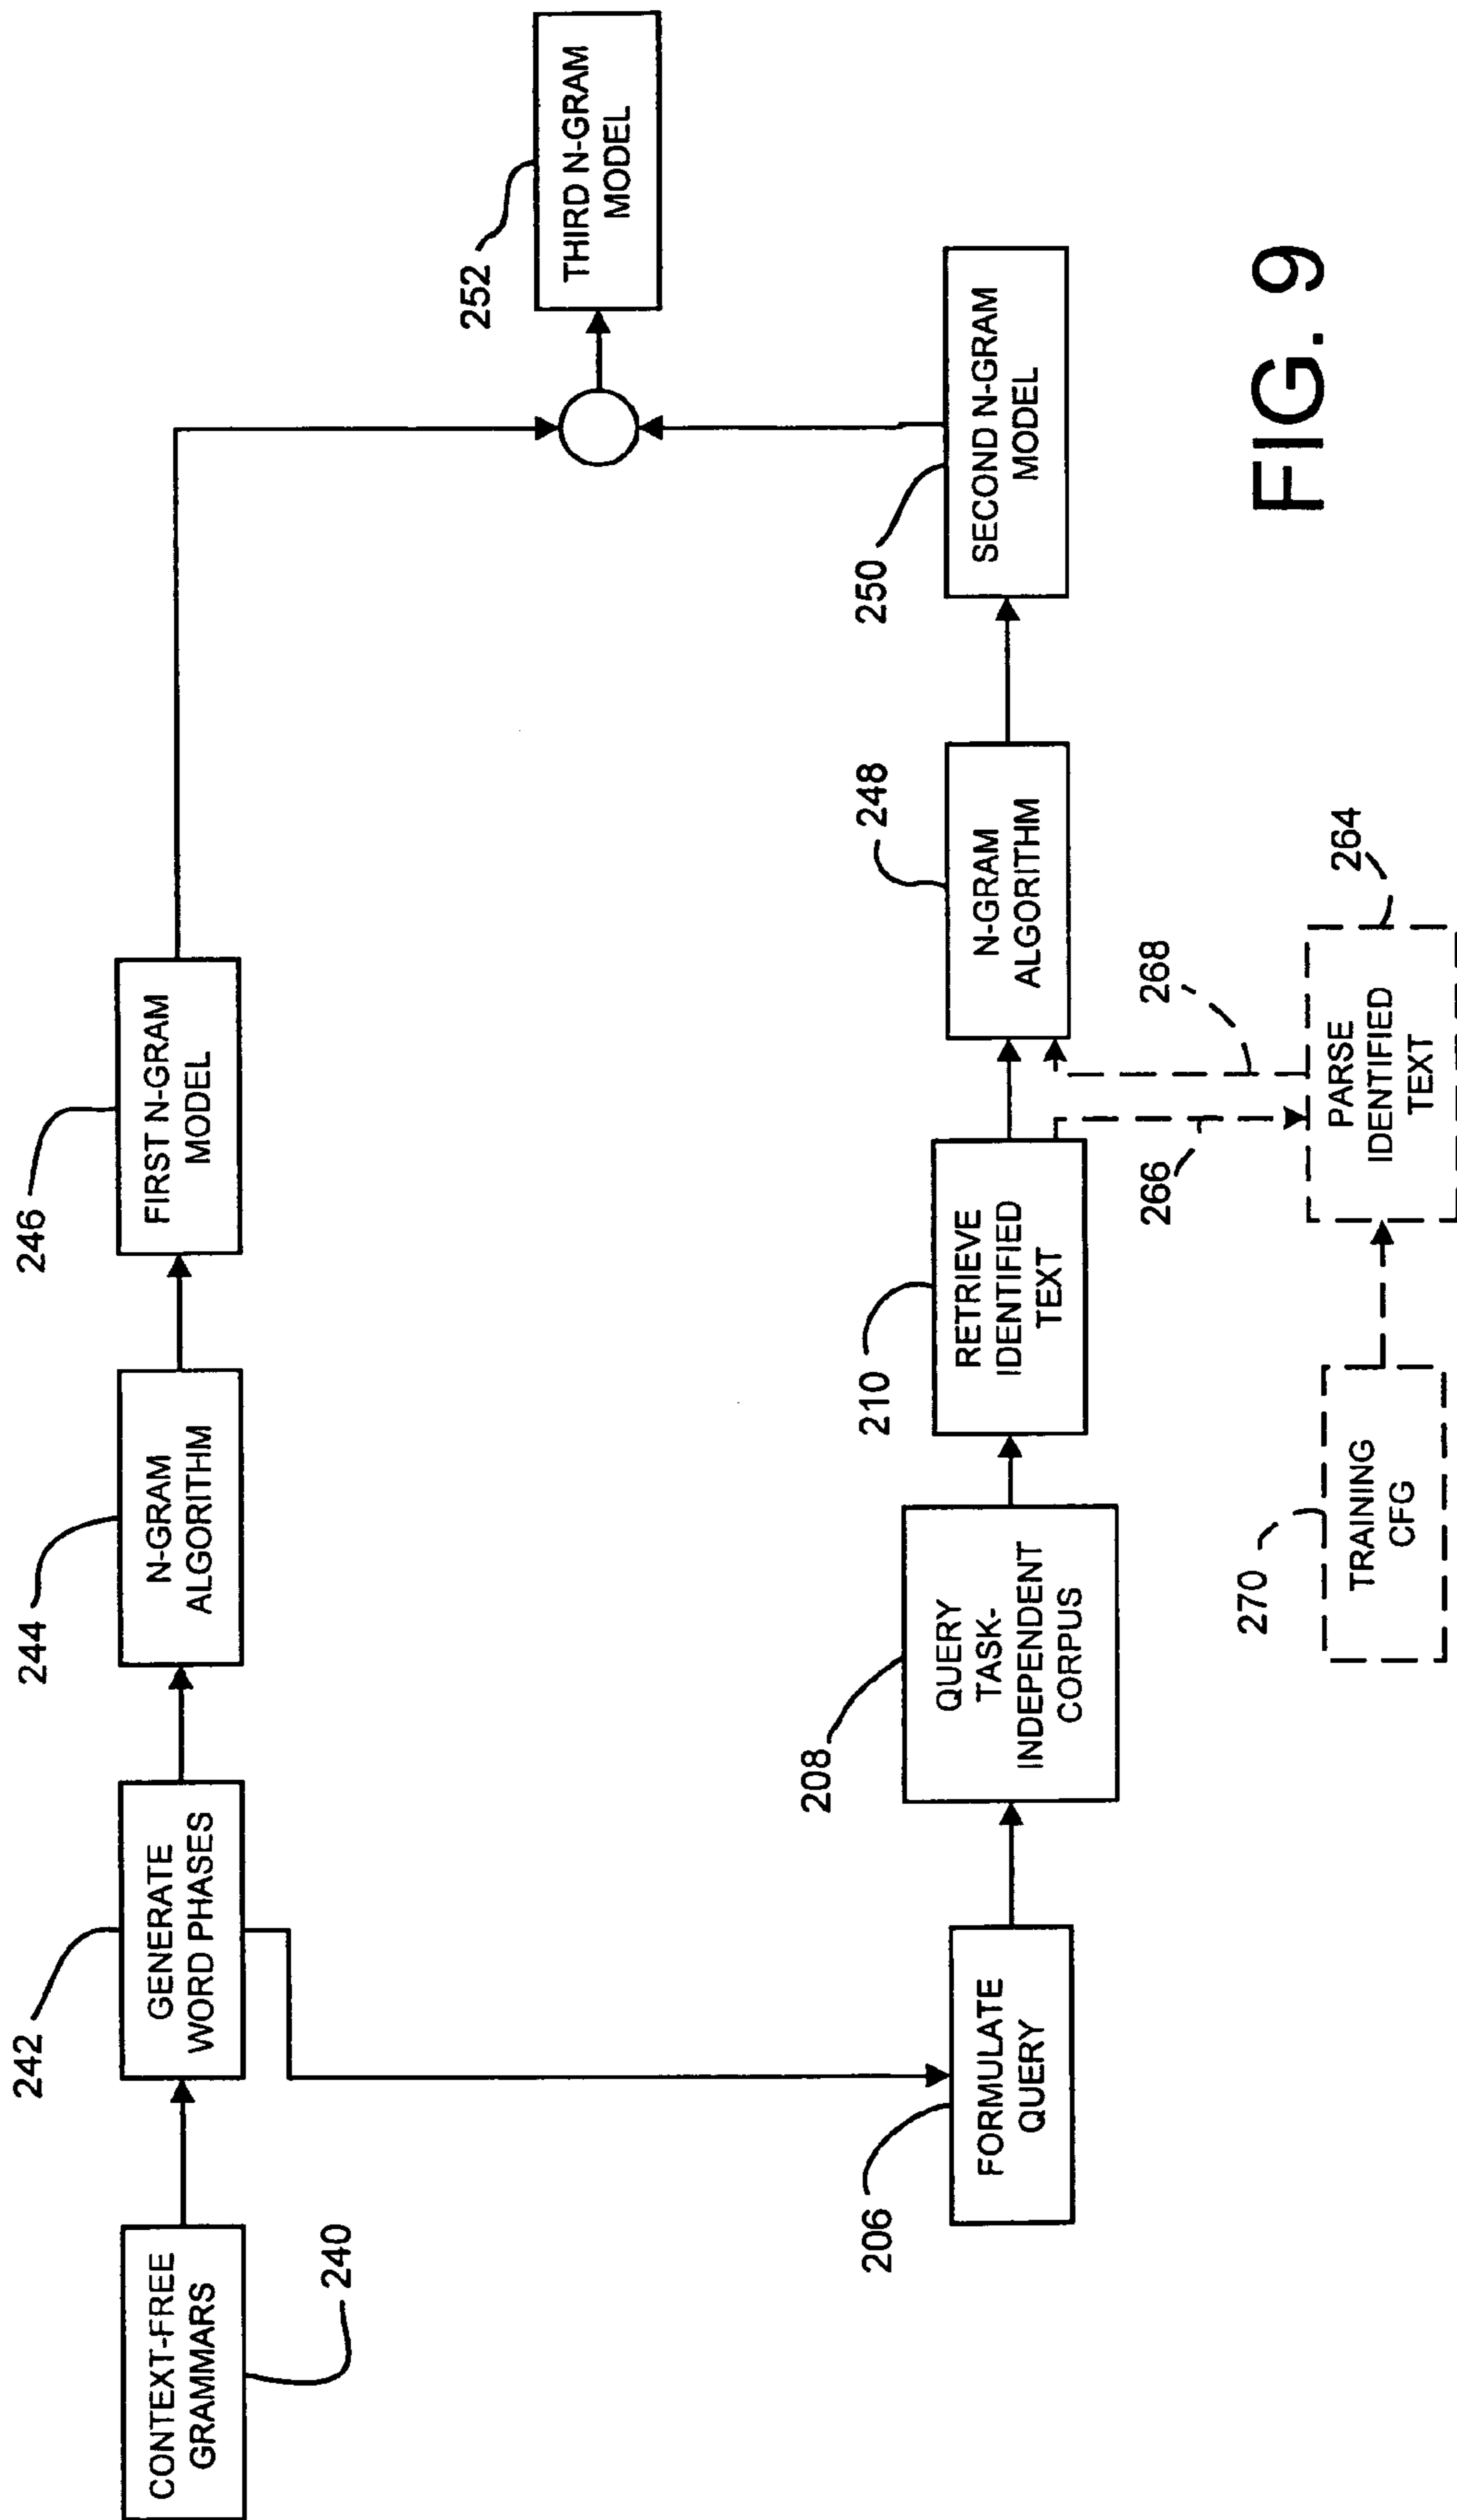 CONTEXT-FREE
GRAMMARS
240
242
GENERATE
WORD PHASES
244
N-GRAM
ALGORITHM
246
FIRST N-GRAM
MODEL
252
THIRD N-GRAM
MODEL
206
FORMULATE
QUERY
208
QUERY
TASK-
INDEPENDENT
CORPUS
210
RETRIEVE
IDENTIFIED
TEXT
248
N-GRAM
ALGORITHM
250
SECOND N-GRAM
MODEL
266
268
270
TRAINING
CFG
264
PARSE
IDENTIFIED
TEXT
FIG. 9